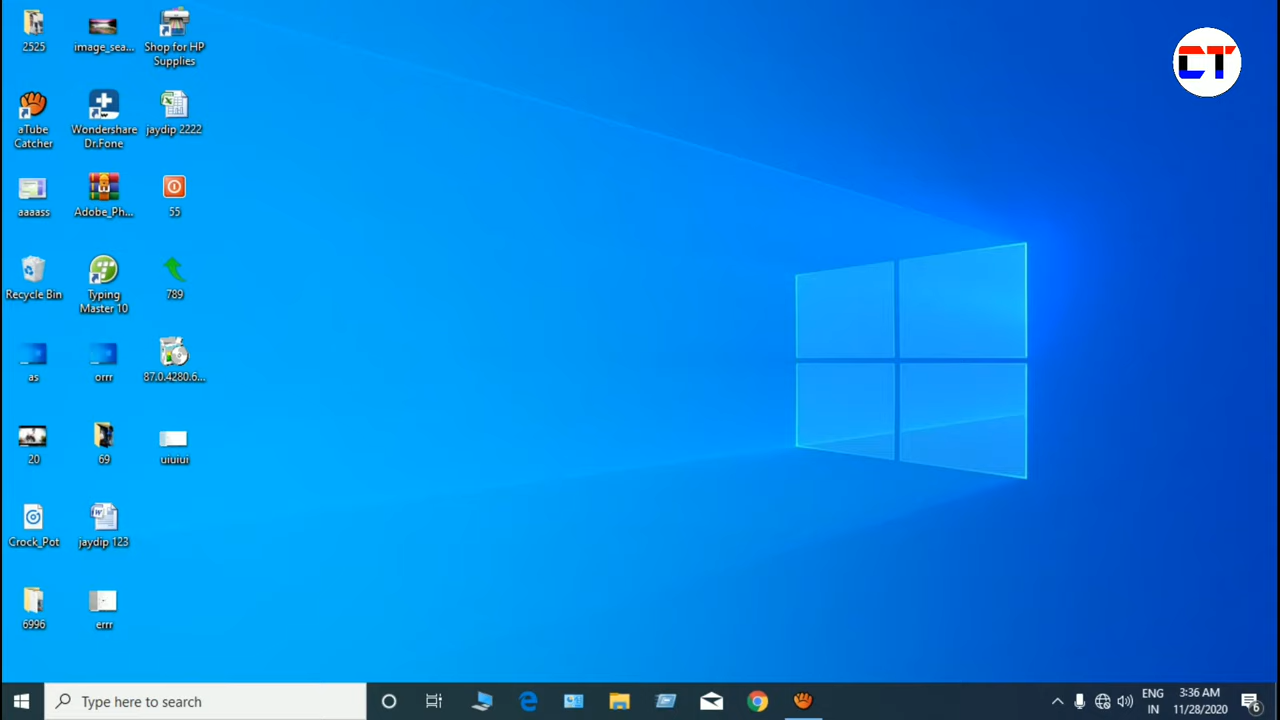 2525
image_sea...
Shop for HP
Supplies
CT
aTube
Catcher
Wondershare
Dr.Fone
jaydip 2222
aaaass
Adobe_Ph...
55
Recycle Bin
Typing
Master 10
789
as
orrr
87.0.4280.6...
20
69
uiuiui
Crock_Pot
jaydip 123
6996
errr
Type here to search
ENG
IN
3:36 AM
11/28/2020
6